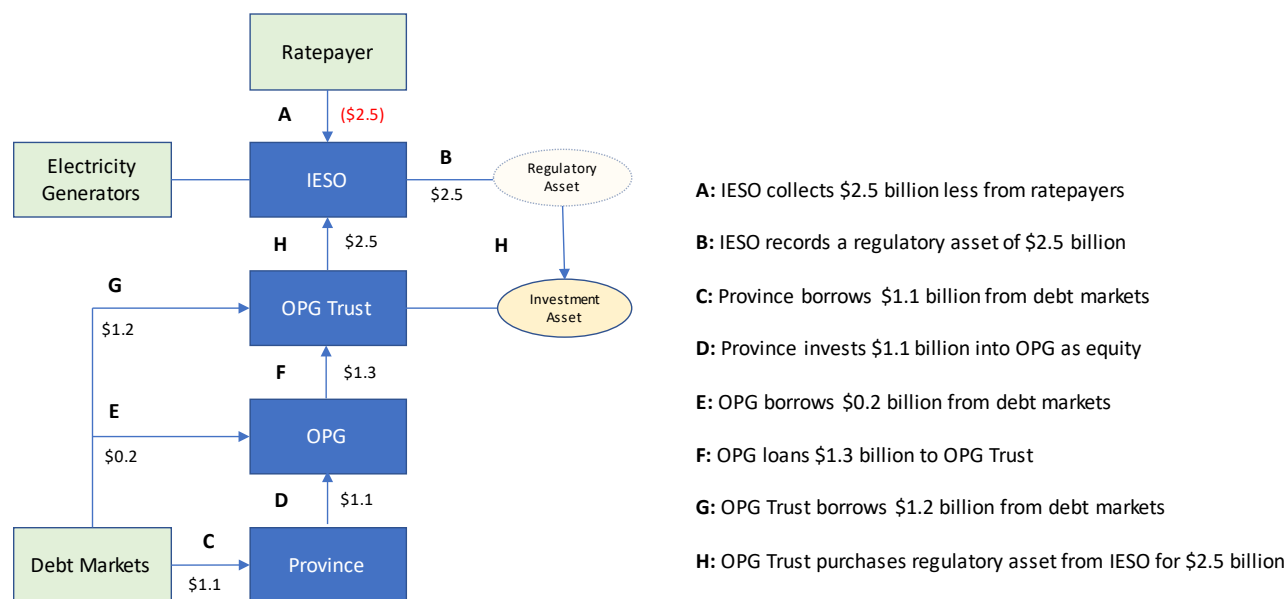 Ratepayer
A
($2.5)
Electricity
Generators
IESO
B
$2.5
Regulatory
Asset
H
$2.5
H
G
$1.2
OPG Trust
Investment
Asset
F
$1.3
E
$0.2
OPG
D
$1.1
Debt Markets
C
$1.1
Province
A: IESO collects $2.5 billion less from ratepayers
B: IESO records a regulatory asset of $2.5 billion
C: Province borrows $1.1 billion from debt markets
D: Province invests $1.1 billion into OPG as equity
E: OPG borrows $0.2 billion from debt markets
F: OPG loans $1.3 billion to OPG Trust
G: OPG Trust borrows $1.2 billion from debt markets
H: OPG Trust purchases regulatory asset from IESO for $2.5 billion